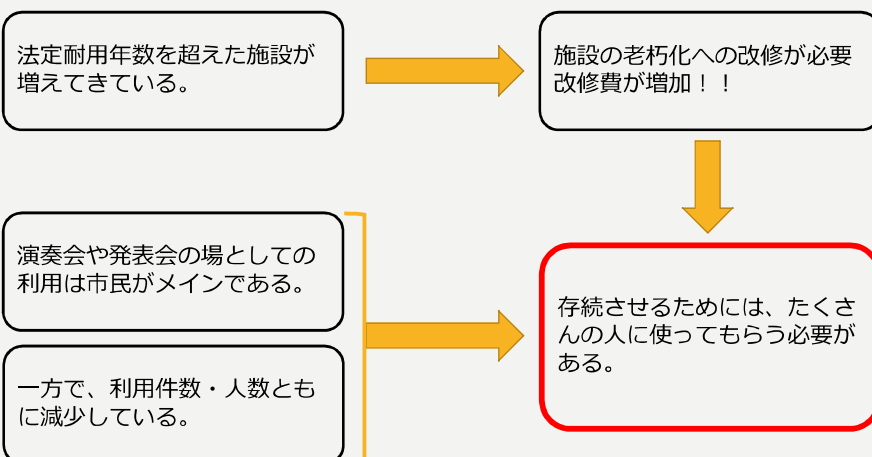 法定耐用年数を超えた施設が
増えてきている。
施設の老朽化への改修が必要
改修費が増加！！
演奏会や発表会の場としての
利用は市民がメインである。
一方で、利用件数・人数とも
に減少している。
存続させるためには、たくさ
んの人に使ってもらう必要が
ある。